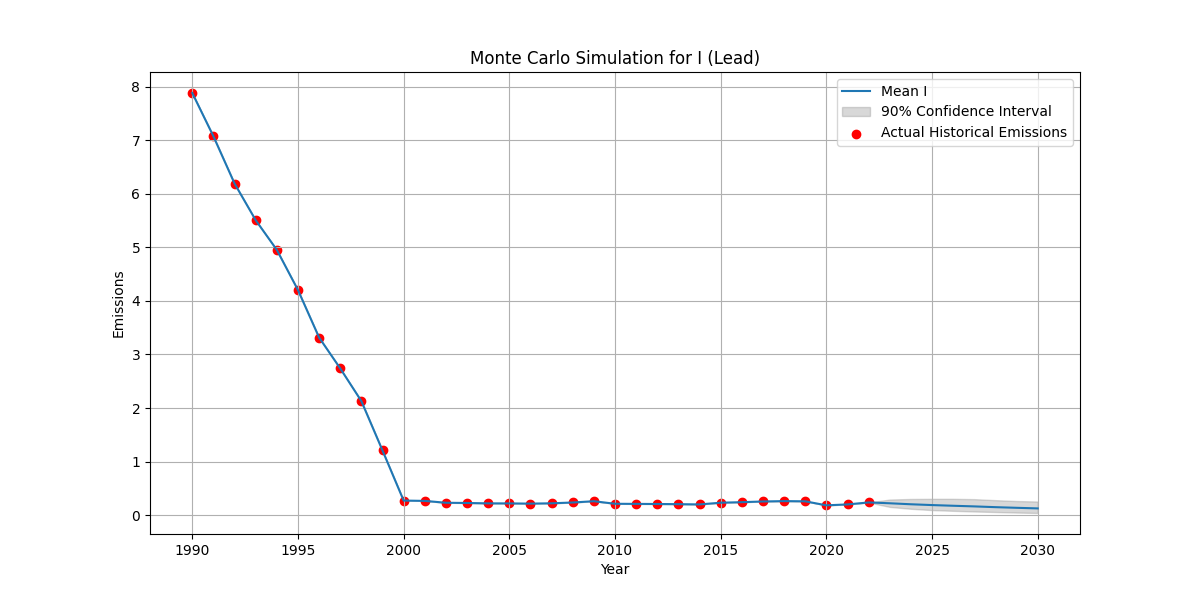 Monte Carlo Simulation for I (Lead)
Mean I
90% Confidence Interval
Actual Historical Emissions
Emissions
8
7
6
5
4
3
2
1
0
1990 1995 2000 2005 2010 2015 2020 2025 2030
Year